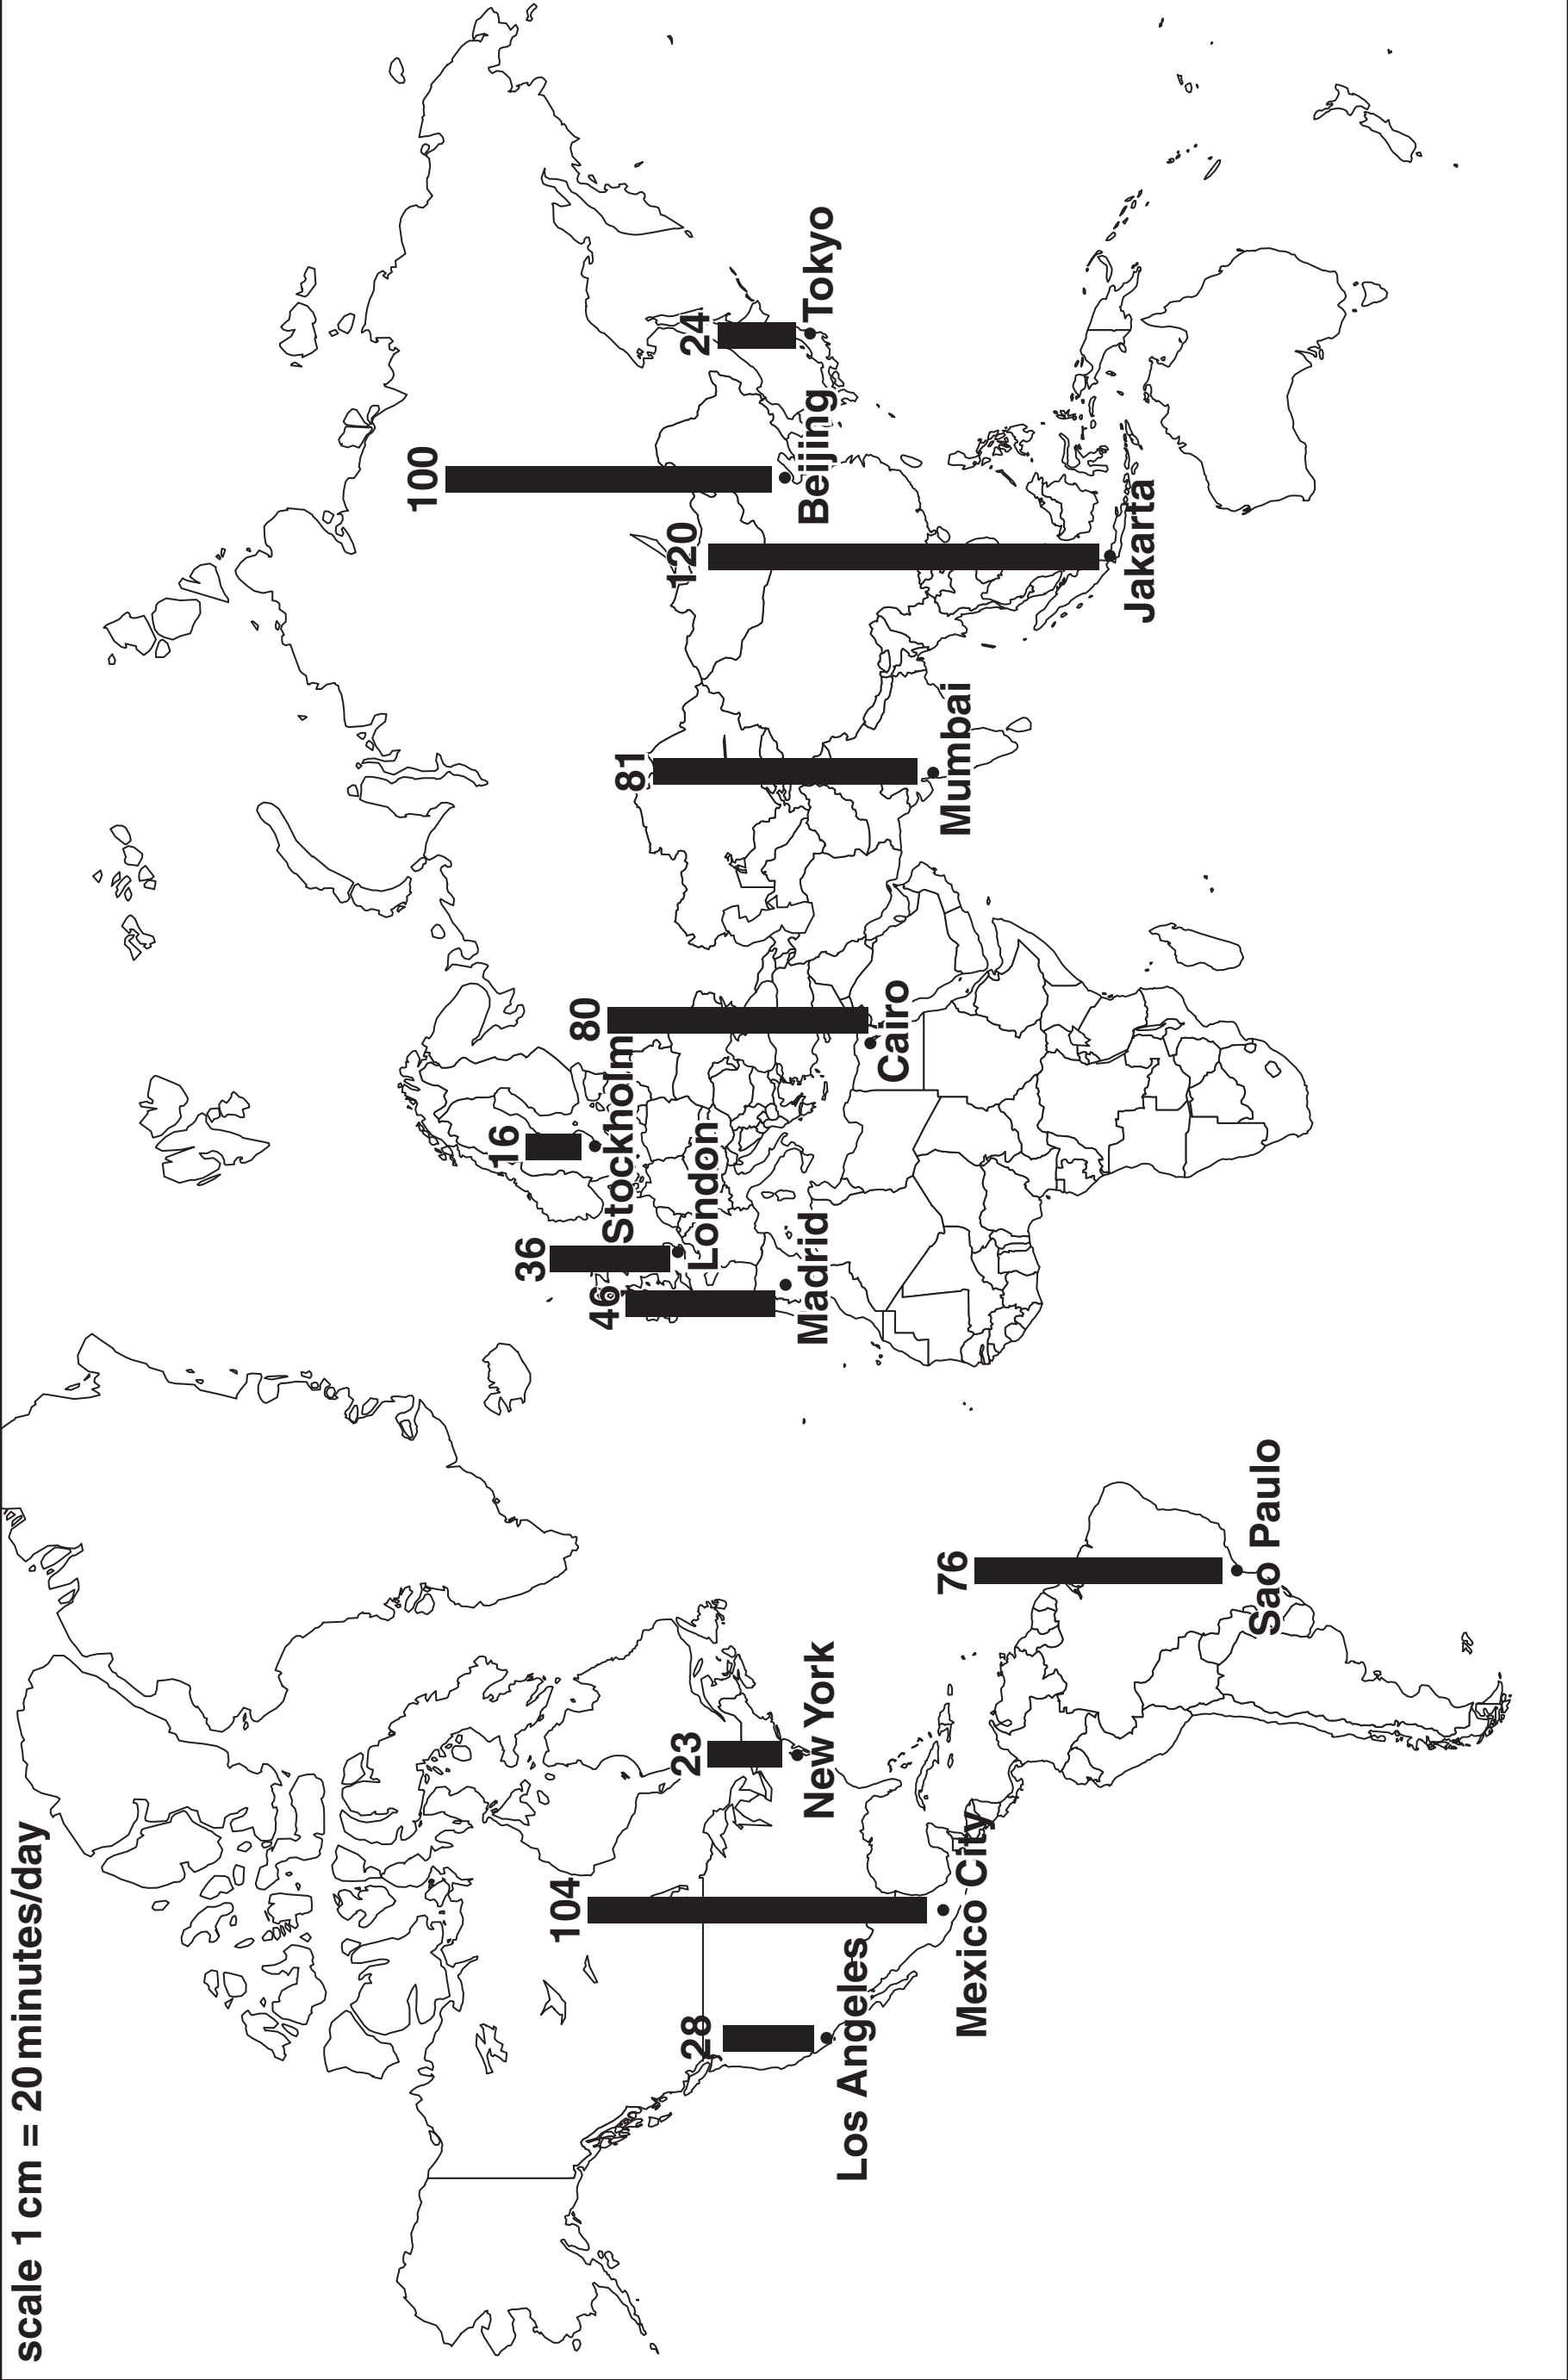 scale 1 cm = 20 minutes/day
16
Stockholm
36
London
46
Madrid
80
Cairo
100
Beijing
24
Tokyo
120
Jakarta
81
Mumbai
28
Los Angeles
104
Mexico City
23
New York
76
Sao Paulo